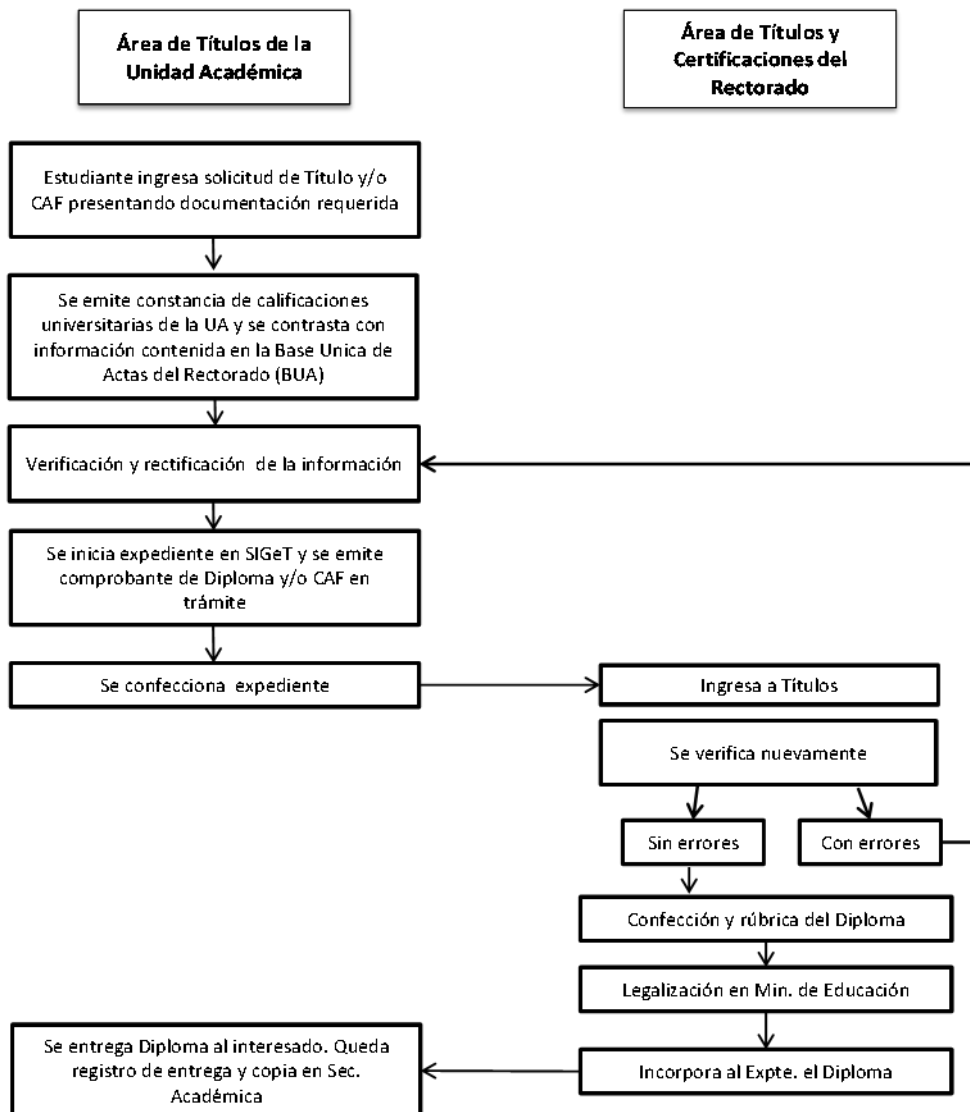 Área de Títulos de la
Unidad Académica
Área de Títulos y
Certificaciones del
Rectorado
Estudiante ingresa solicitud de Título y/o
CAF presentando documentación requerida
Se emite constancia de calificaciones
universitarias de la UA y se contrasta con
información contenida en la Base Unica de
Actas del Rectorado (BUA)
Verificación y rectificación de la información
Se inicia expediente en SIGeT y se emite
comprobante de Diploma y/o CAF en
trámite
Se confecciona expediente
Ingresa a Títulos
Se verifica nuevamente
Sin errores
Con errores
Confección y rúbrica del Diploma
Legalización en Min. de Educación
Incorpora al Expte. el Diploma
Se entrega Diploma al interesado. Queda
registro de entrega y copia en Sec.
Académica